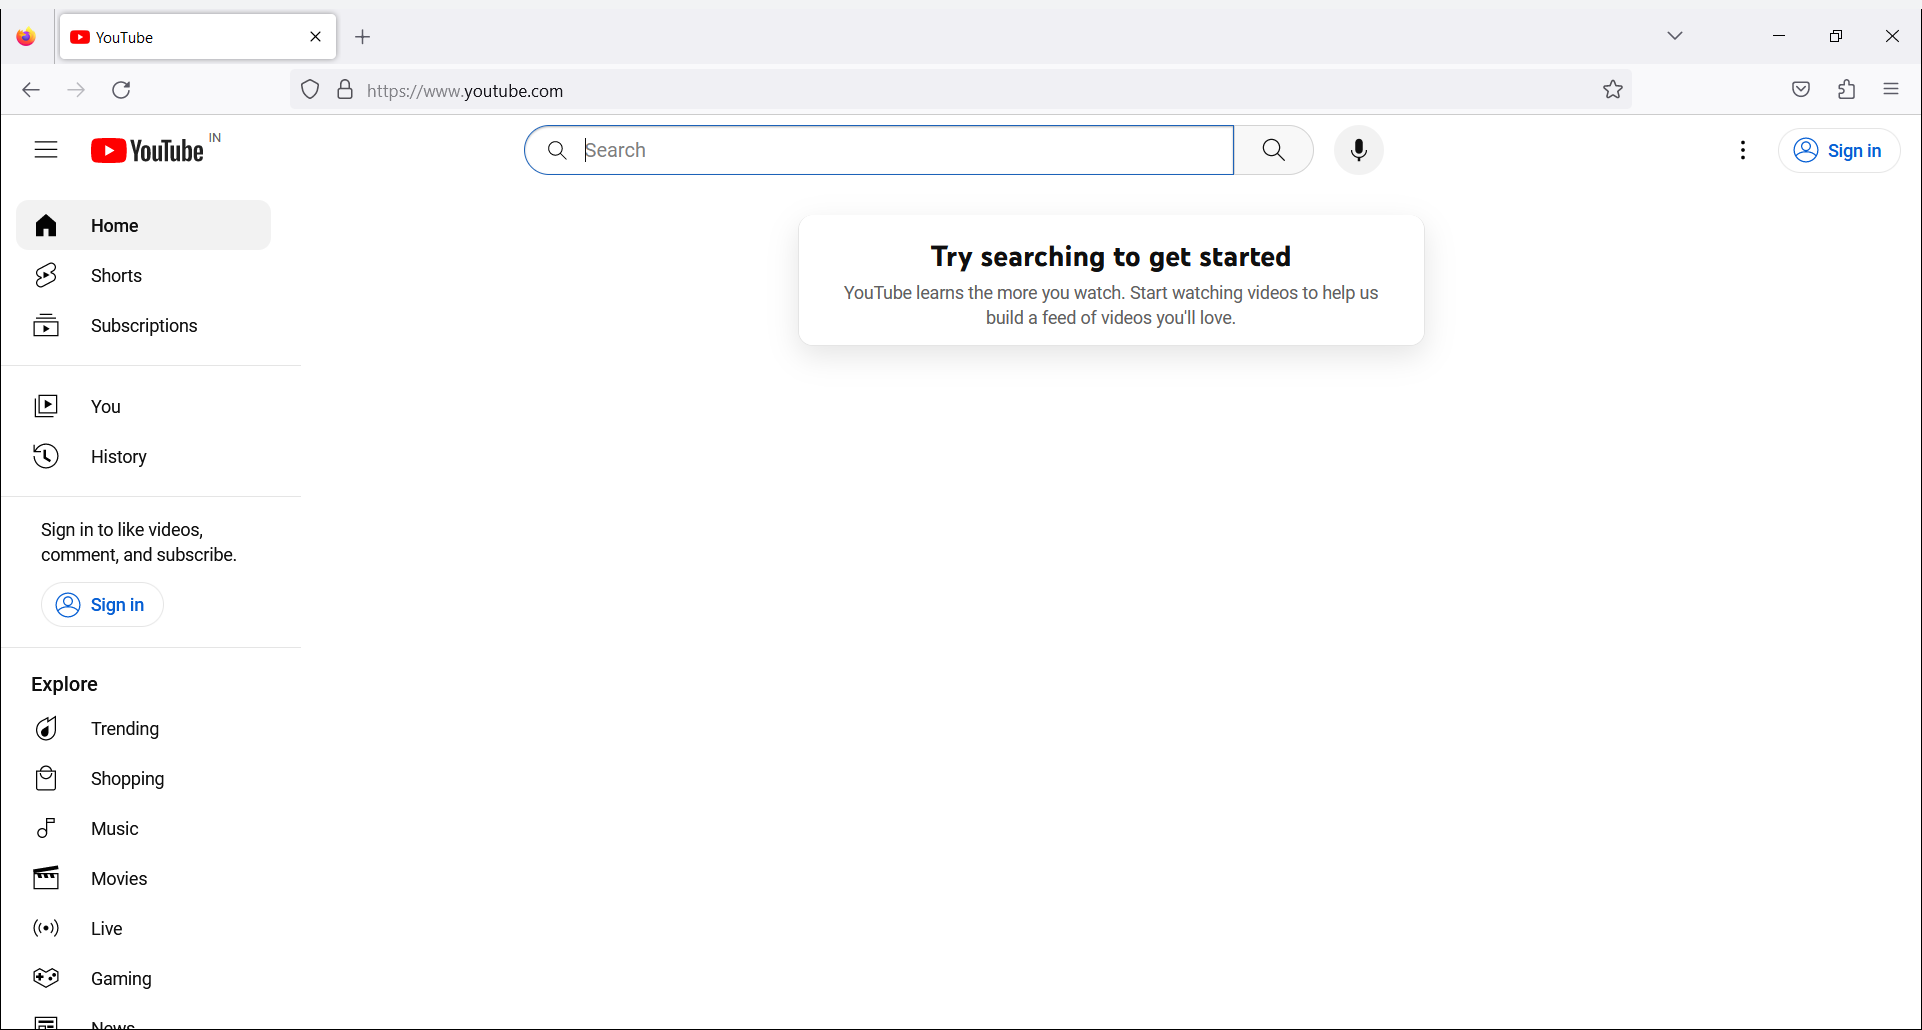 YouTube
https://www.youtube.com
YouTube IN
Search
Sign in
Home
Shorts
Subscriptions
You
History
Sign in to like videos,
comment, and subscribe.
Sign in
Explore
Trending
Shopping
Music
Movies
Live
Gaming
News
Try searching to get started
YouTube learns the more you watch. Start watching videos to help us
build a feed of videos you'll love.